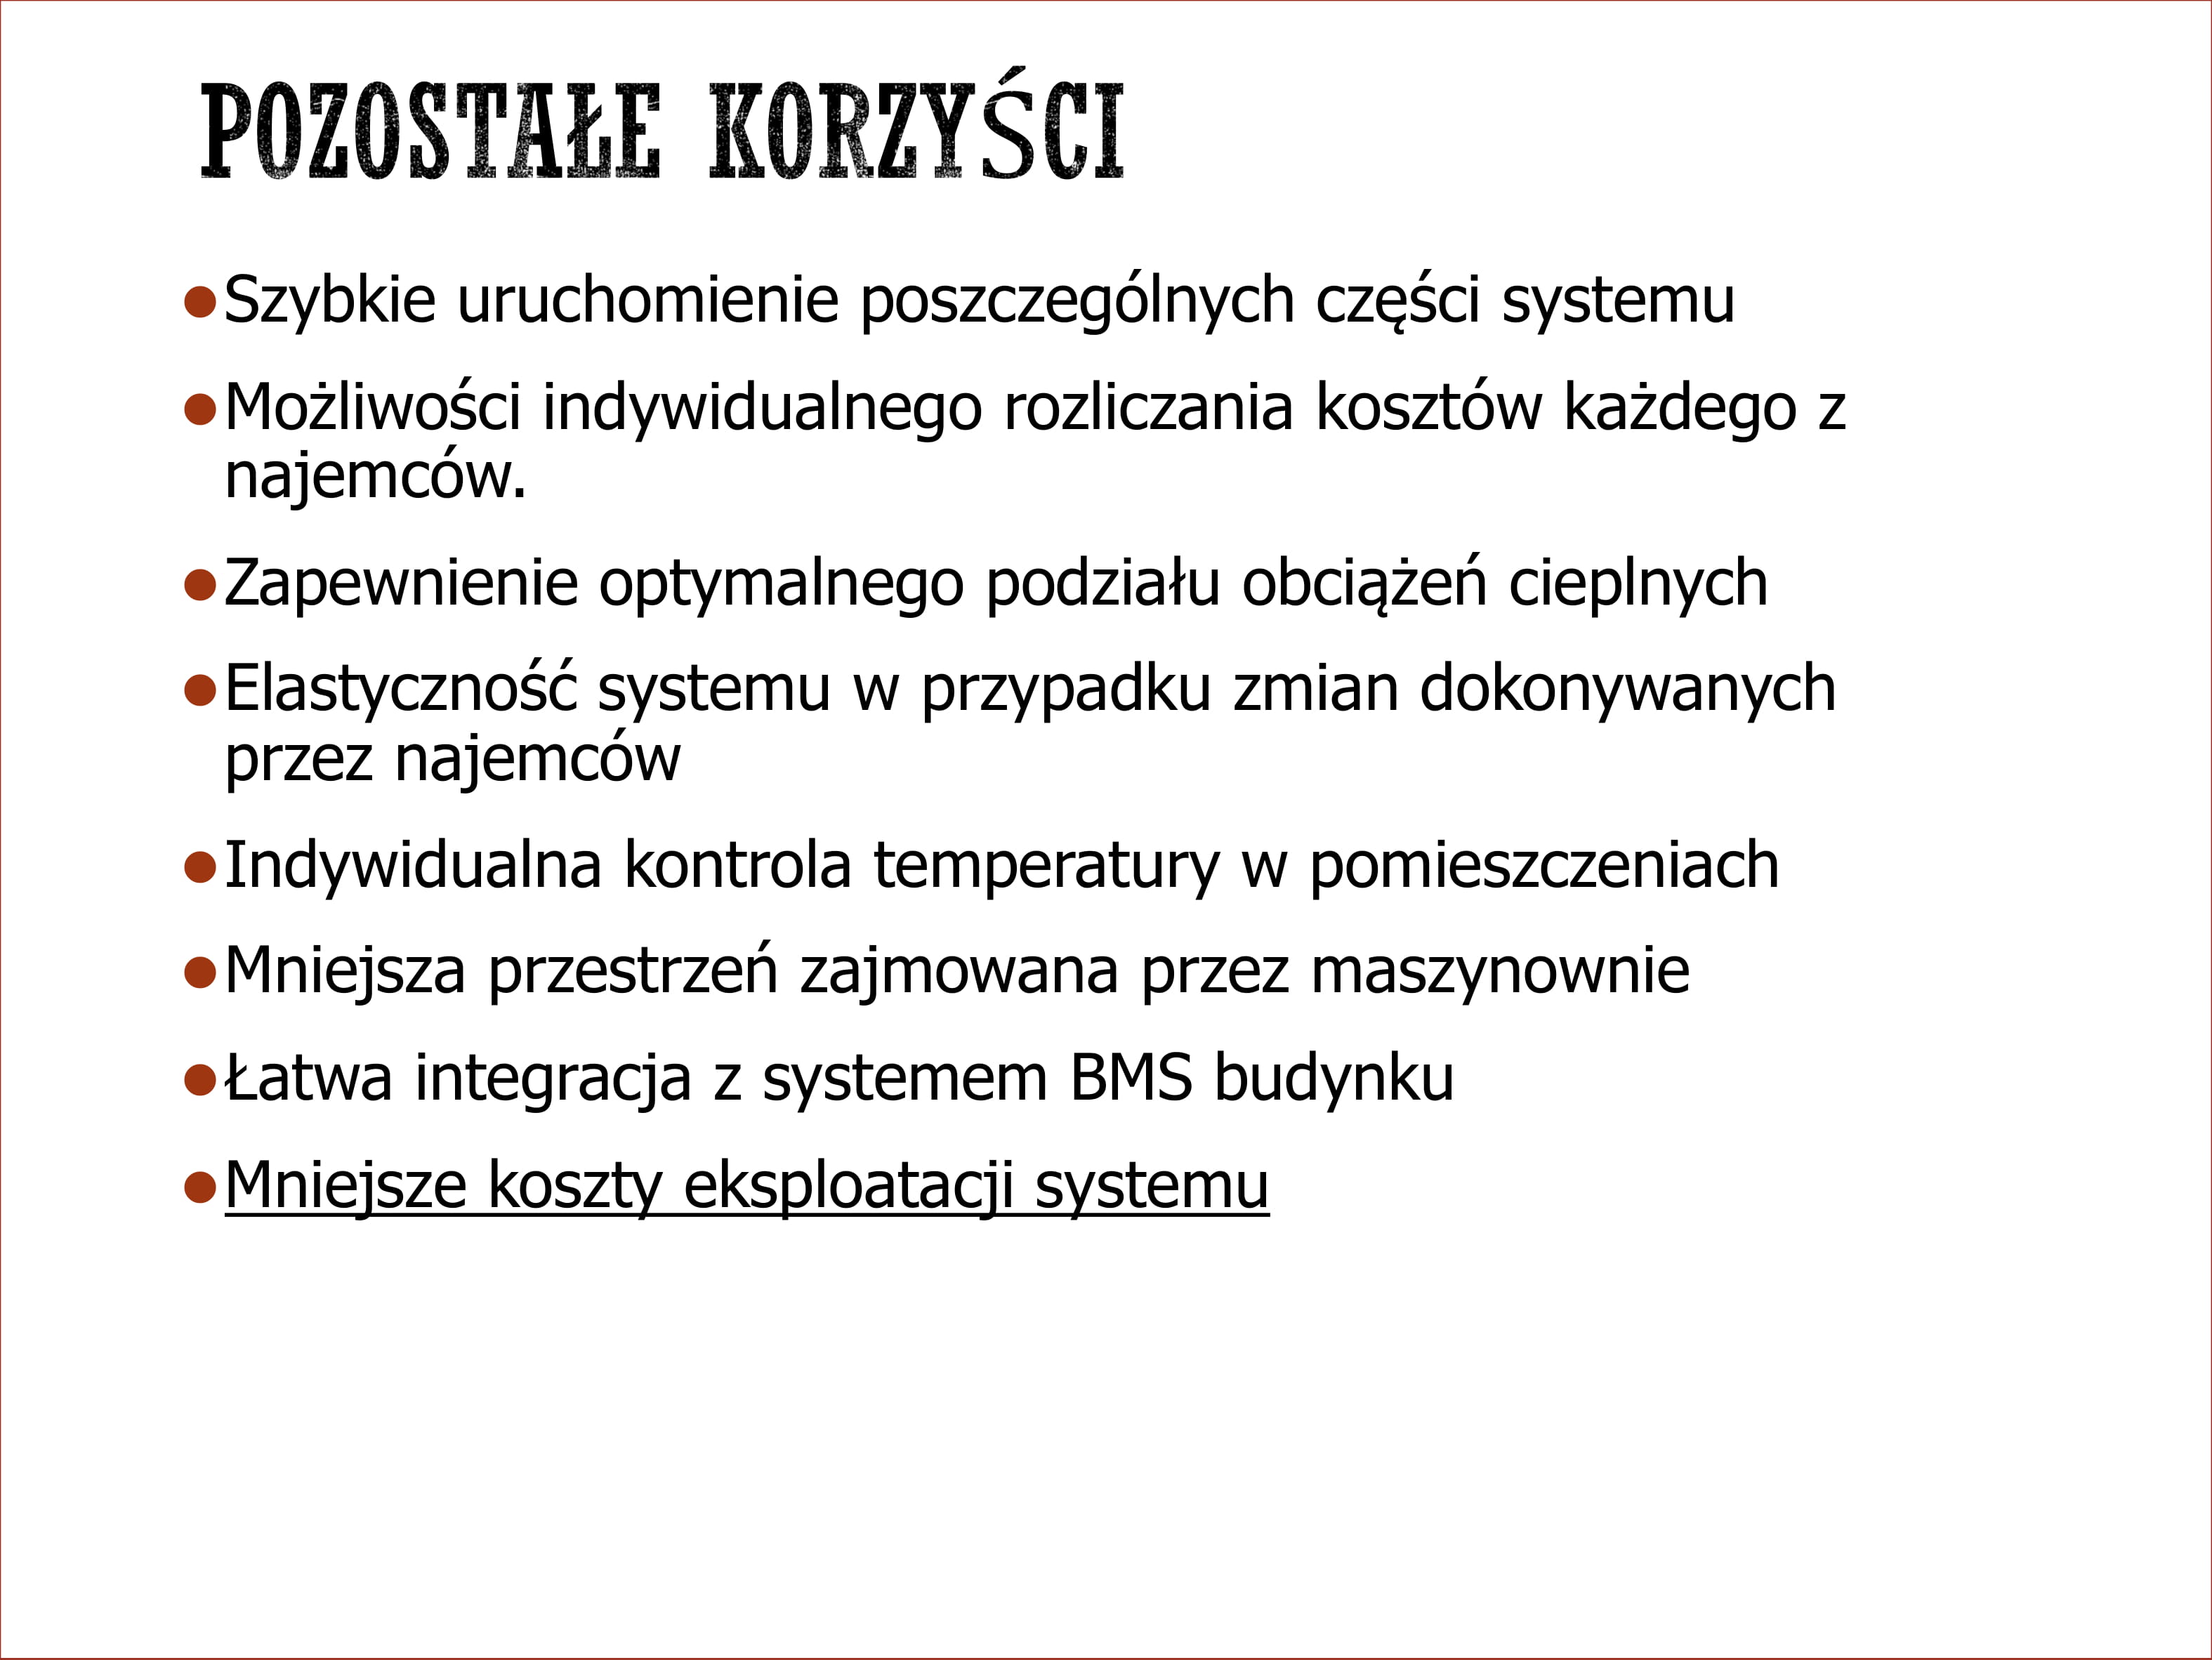 POZOSTAŁE KORZYŚCI
●Szybkie uruchomienie poszczególnych części systemu
●Możliwości indywidualnego rozliczania kosztów każdego z
najemców.
●Zapewnienie optymalnego podziału obciążeń cieplnych
●Elastyczność systemu w przypadku zmian dokonywanych
przez najemców
●Indywidualna kontrola temperatury w pomieszczeniach
●Mniejsza przestrzeń zajmowana przez maszynownie
●Łatwa integracja z systemem BMS budynku
●Mniejsze koszty eksploatacji systemu